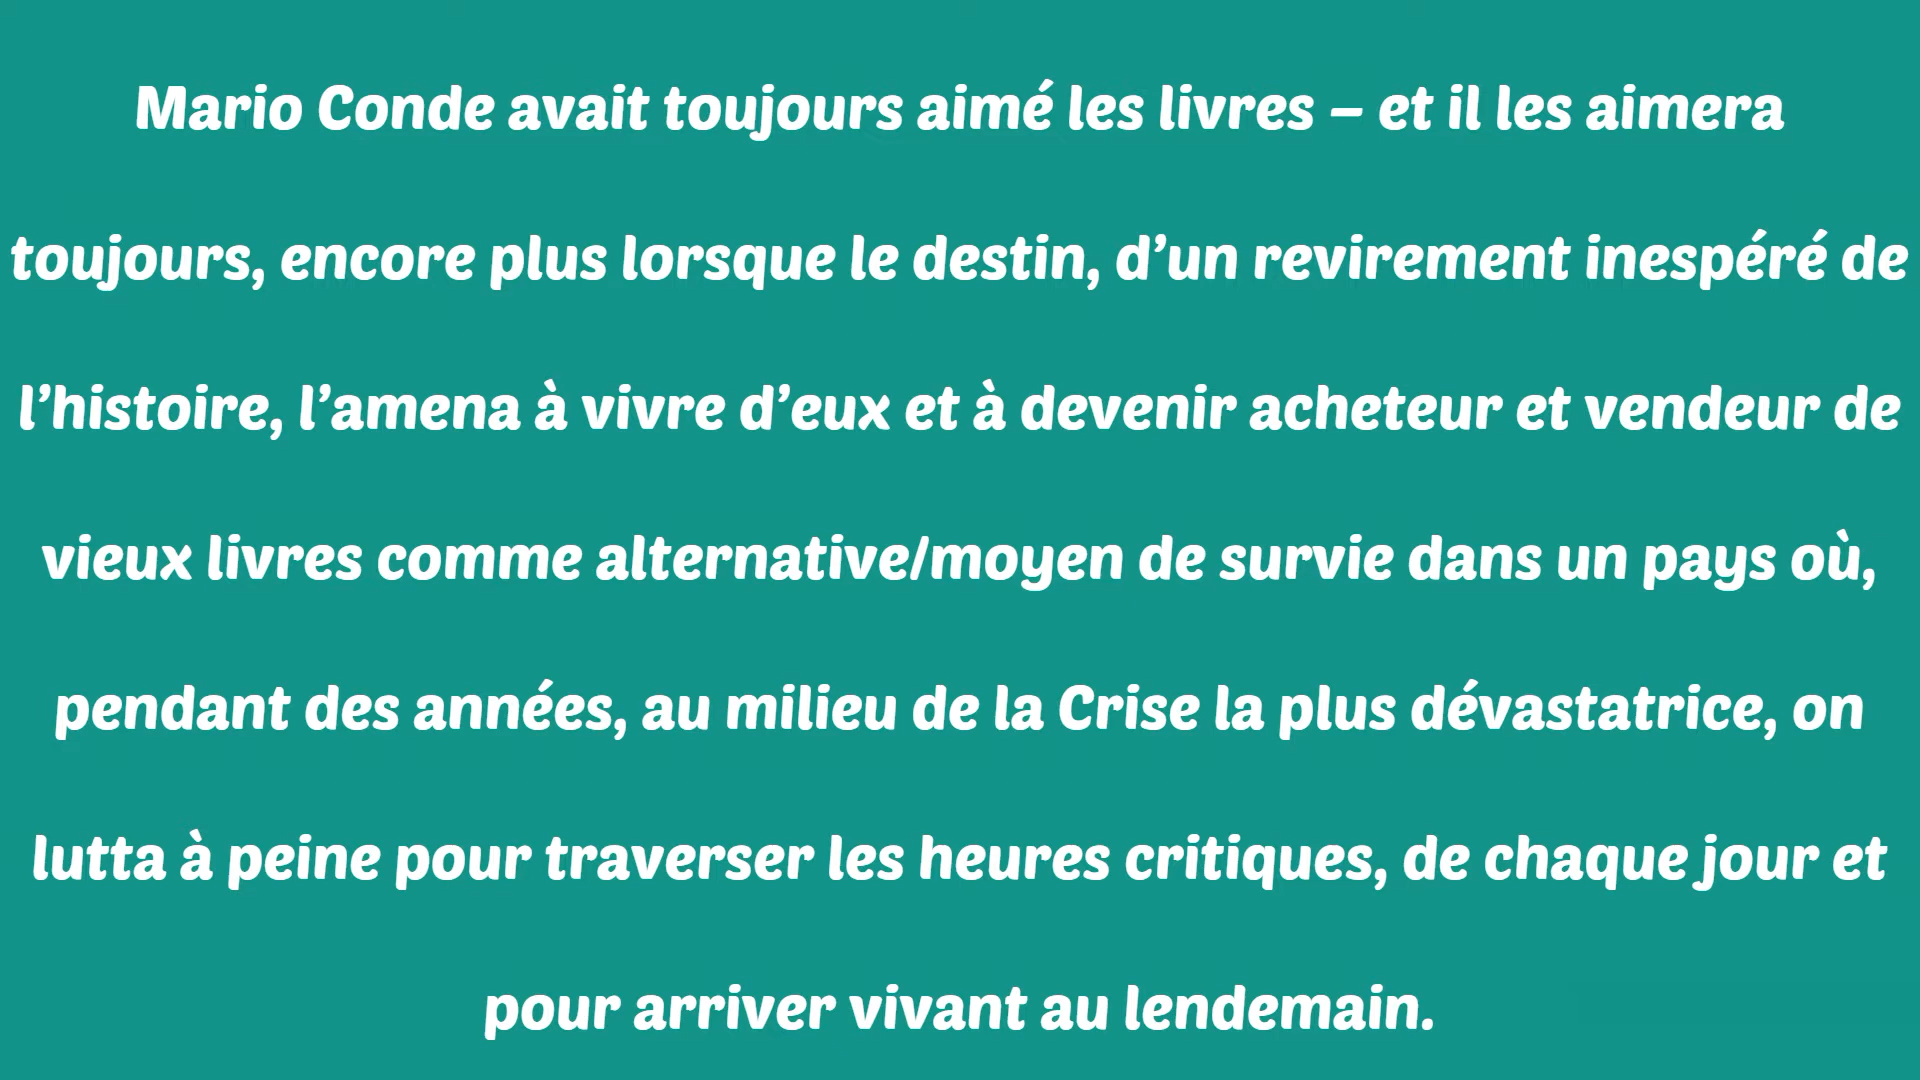 Mario Conde avait toujours aimé les livres – et il les aimera
toujours, encore plus lorsque le destin, d’un revirement inespéré de
l’histoire, l’amena à vivre d’eux et à devenir acheteur et vendeur de
vieux livres comme alternative/moyen de survie dans un pays où,
pendant des années, au milieu de la Crise la plus dévastatrice, on
lutta à peine pour traverser les heures critiques, de chaque jour et
pour arriver vivant au lendemain.